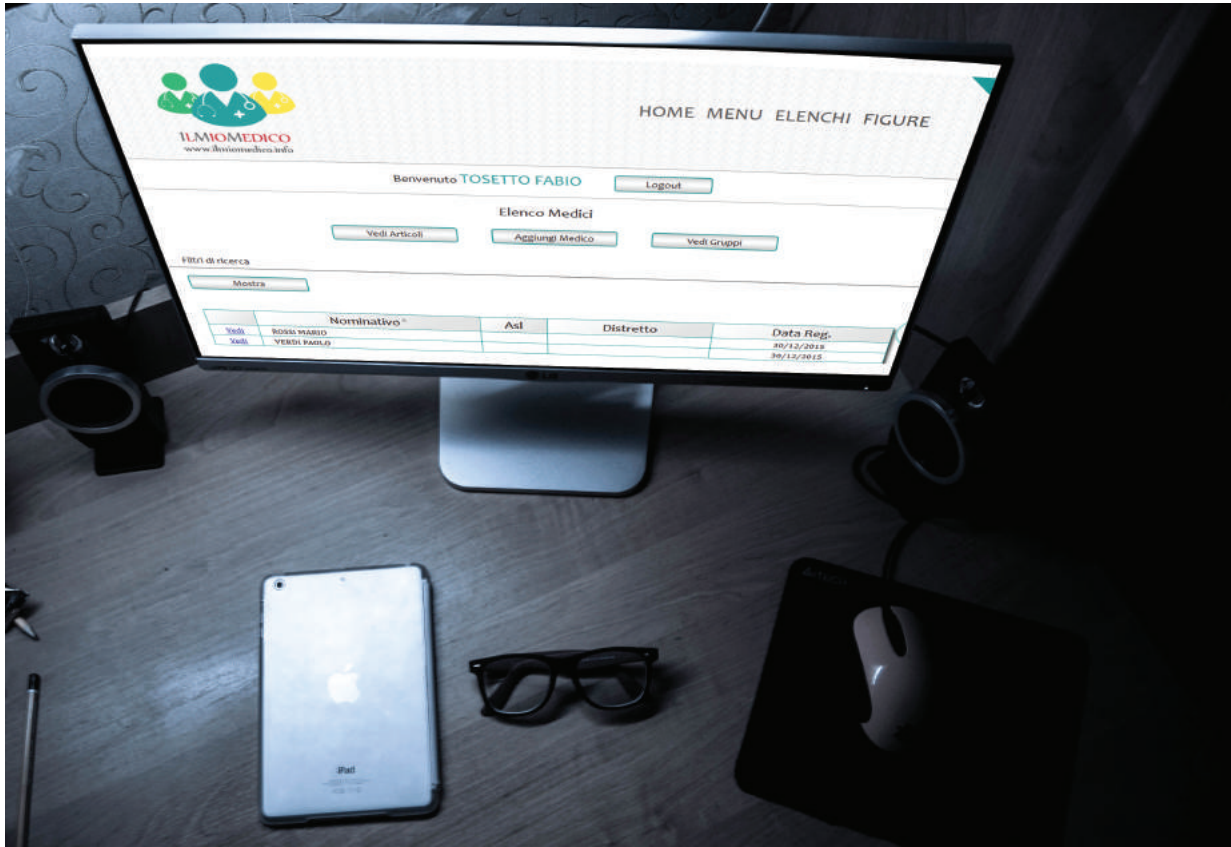 HOME MENU ELENCHI FIGURE
ILMIOMEDICO
www.ilmiomedico.info
Benvenuto TOSETTO FABIO Logout
Elenco Medici
Vedi Articoli Aggiungi Medico Vedi Gruppi
Filtri di ricerca
Mostra
Nominativo Asl Distretto Data Reg.
Vedi ROSSI MARIO 30/12/2015
Vedi VERDI PAOLO 30/12/2015
LG
A4TECH
iPad